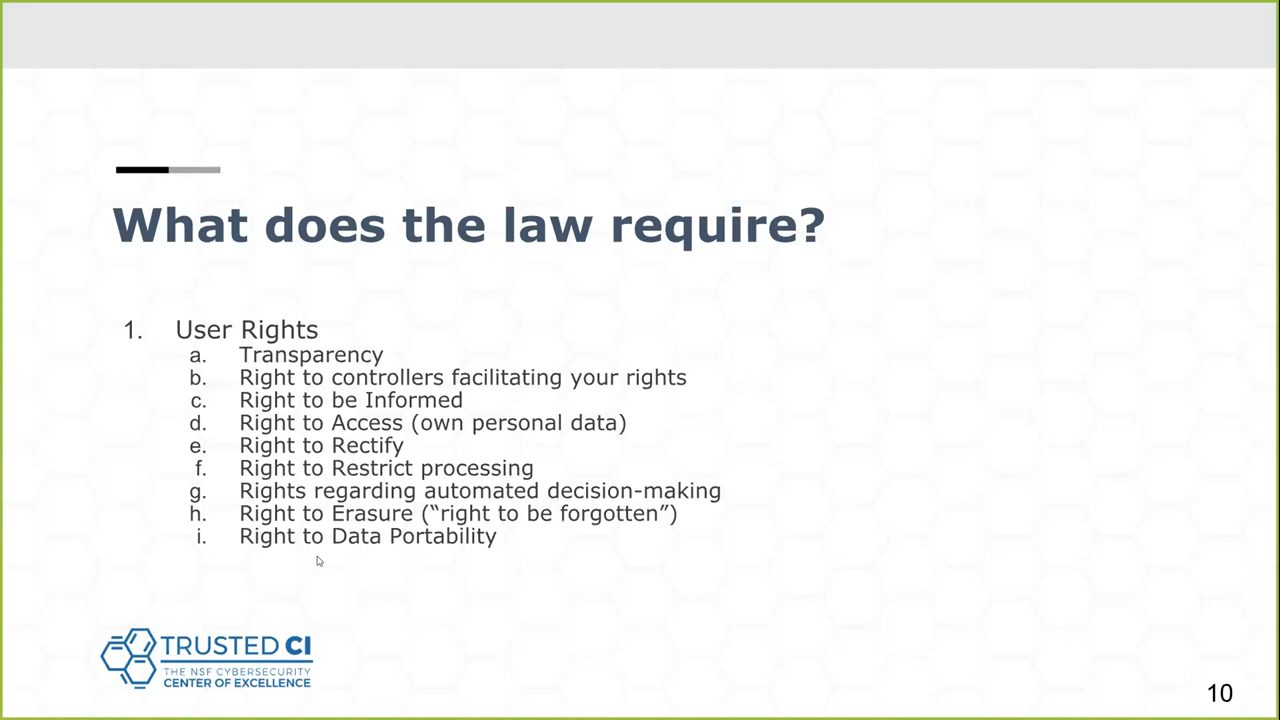 What does the law require?
1. User Rights
a. Transparency
b. Right to controllers facilitating your rights
c. Right to be Informed
d. Right to Access (own personal data)
e. Right to Rectify
f. Right to Restrict processing
g. Rights regarding automated decision-making
h. Right to Erasure (“right to be forgotten”)
i. Right to Data Portability
TRUSTED CI
THE NSF CYBERSECURITY
CENTER OF EXCELLENCE
10